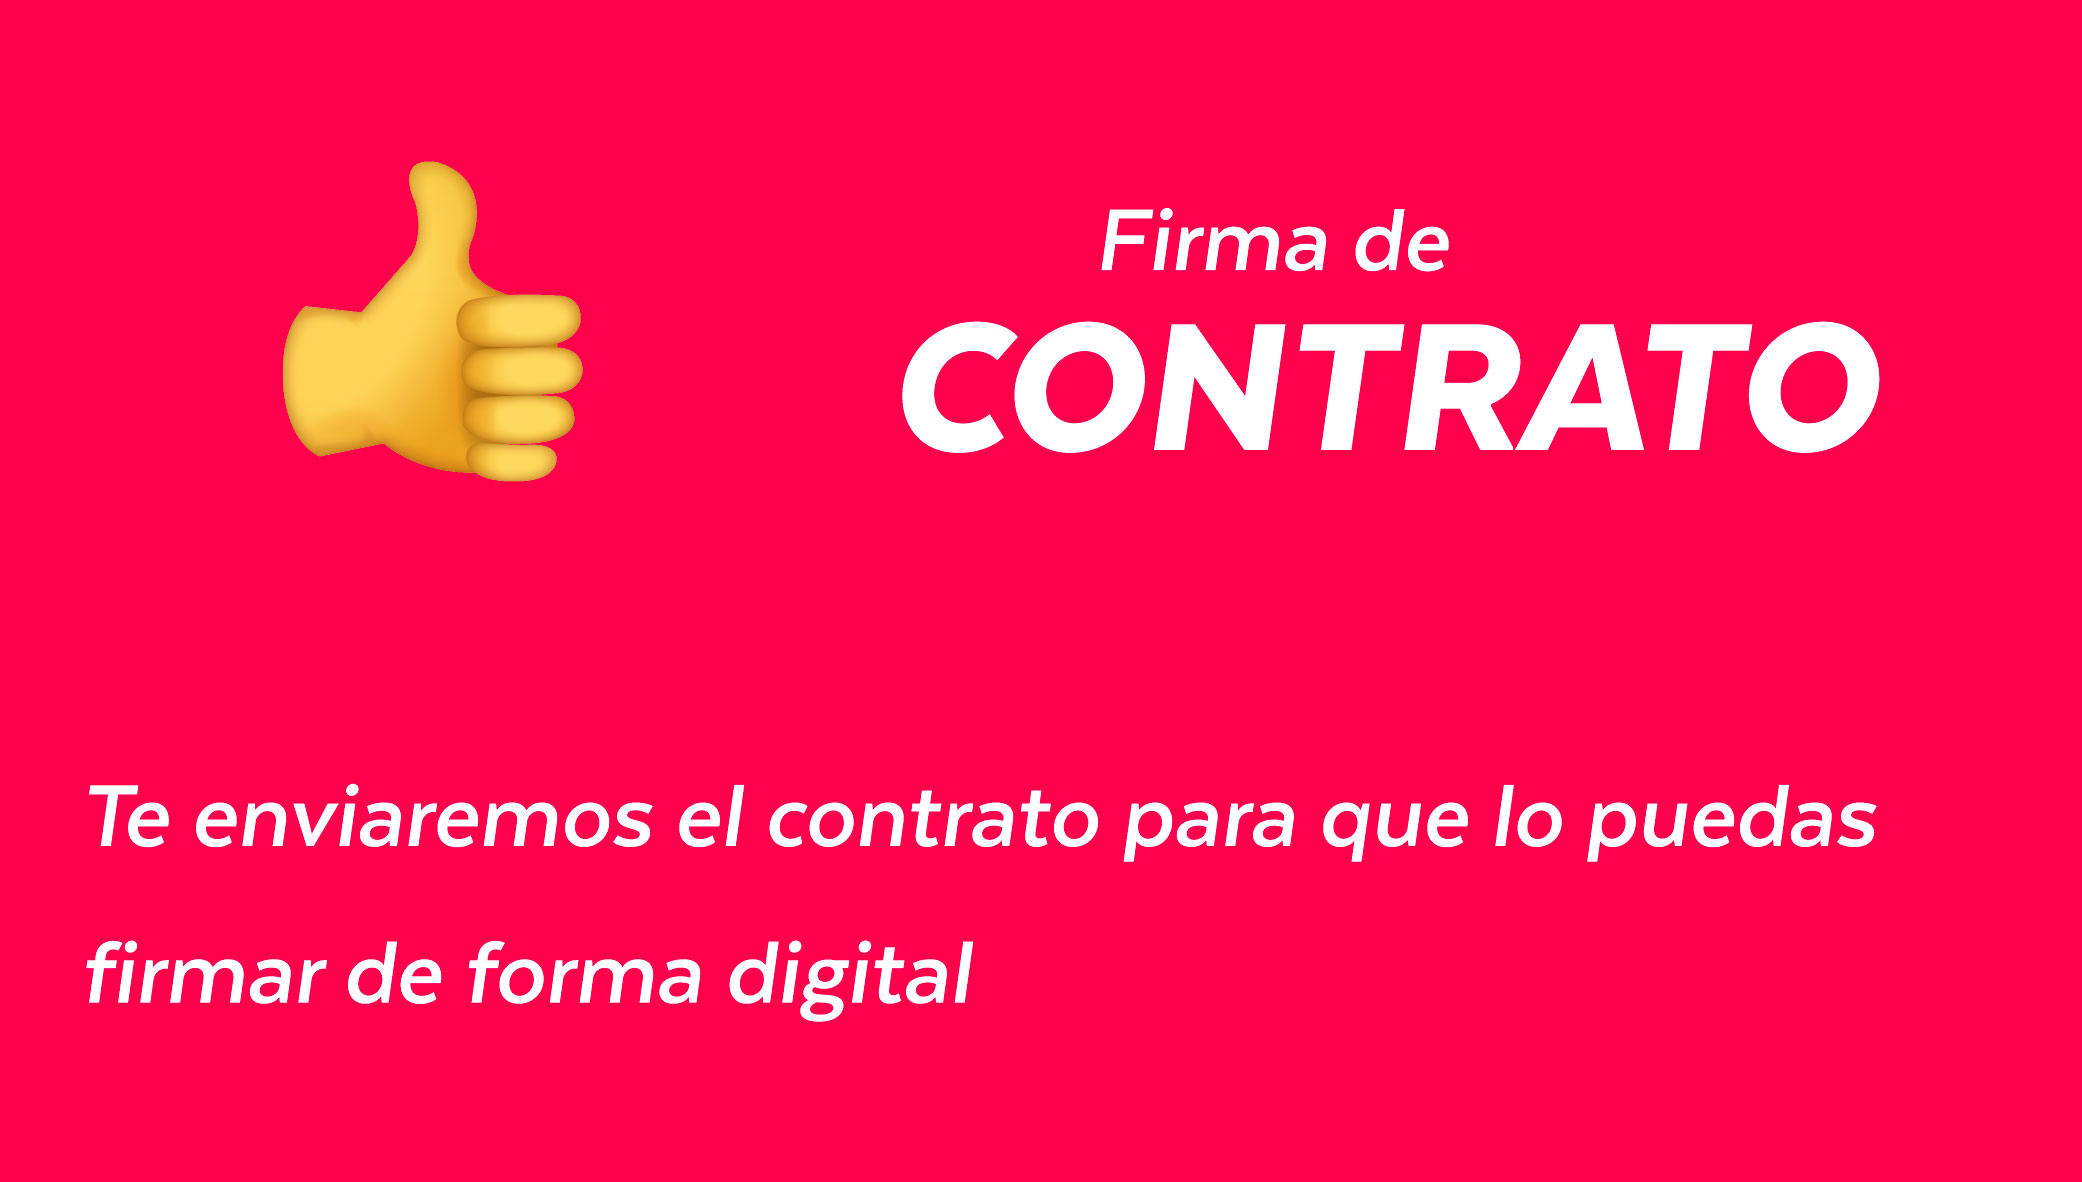 Firma de
CONTRATO
Te enviaremos el contrato para que lo puedas
firmar de forma digital